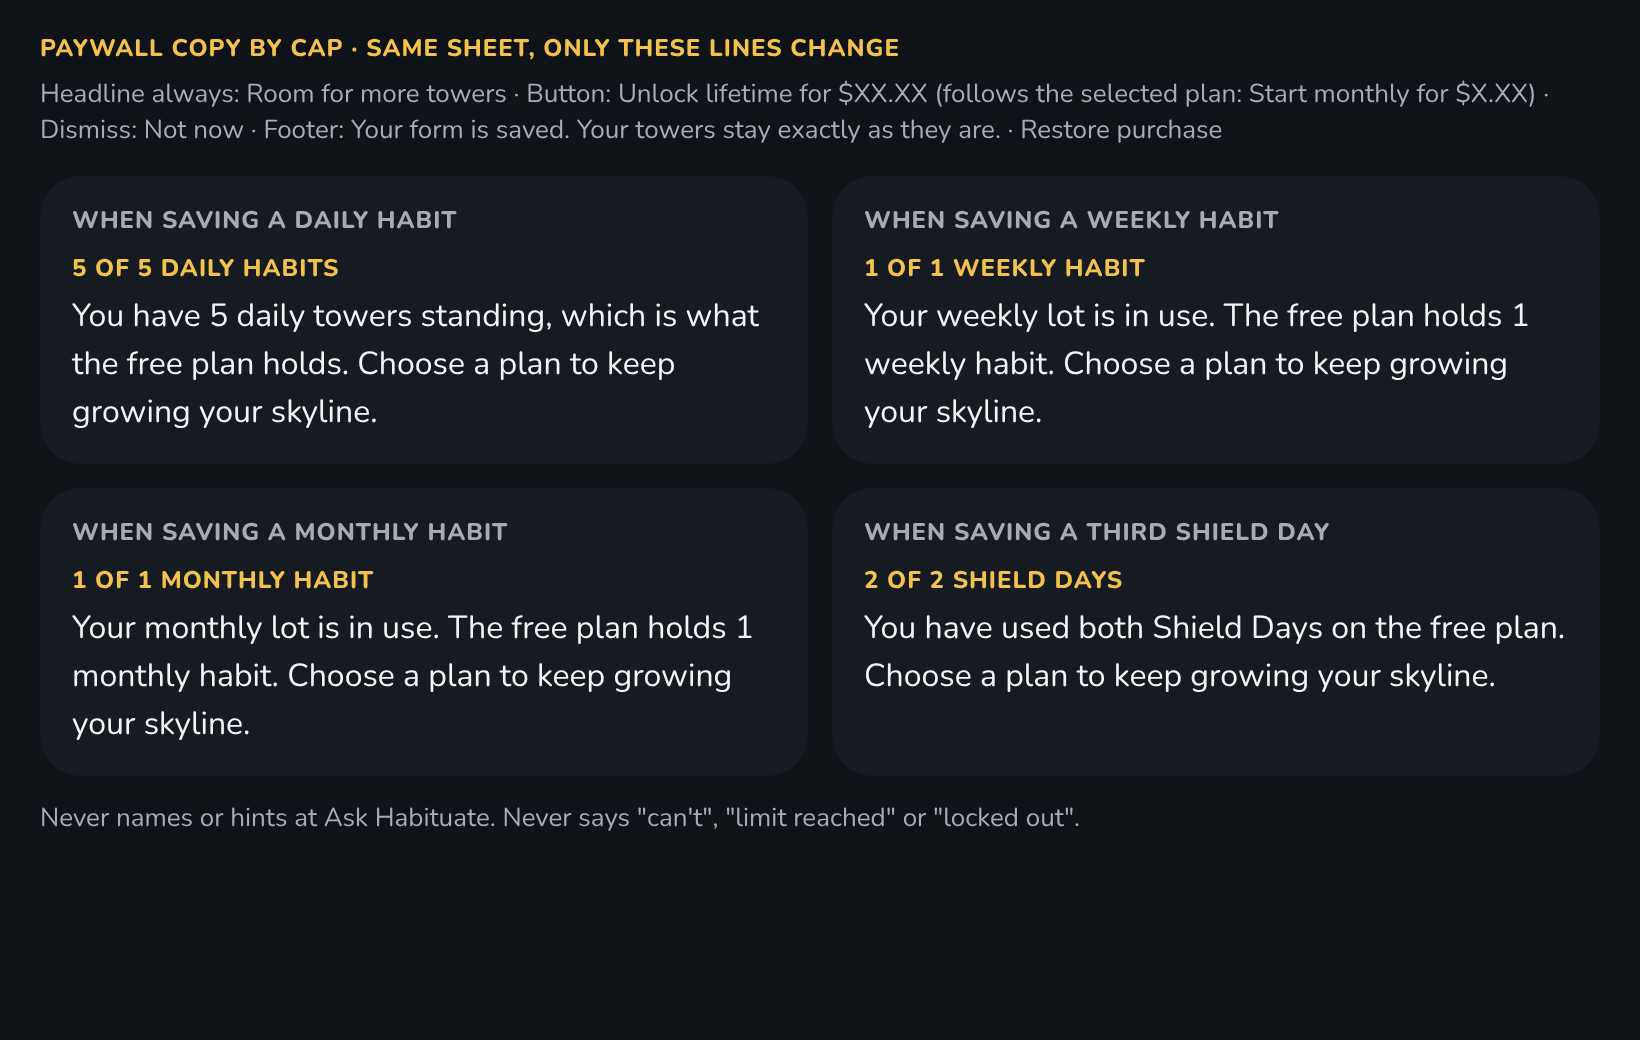 PAYWALL COPY BY CAP · SAME SHEET, ONLY THESE LINES CHANGE
Headline always: Room for more towers · Button: Unlock lifetime for $XX.XX (follows the selected plan: Start monthly for $X.XX) ·
Dismiss: Not now · Footer: Your form is saved. Your towers stay exactly as they are. · Restore purchase
WHEN SAVING A DAILY HABIT
5 OF 5 DAILY HABITS
You have 5 daily towers standing, which is what
the free plan holds. Choose a plan to keep
growing your skyline.
WHEN SAVING A WEEKLY HABIT
1 OF 1 WEEKLY HABIT
Your weekly lot is in use. The free plan holds 1
weekly habit. Choose a plan to keep growing
your skyline.
WHEN SAVING A MONTHLY HABIT
1 OF 1 MONTHLY HABIT
Your monthly lot is in use. The free plan holds 1
monthly habit. Choose a plan to keep growing
your skyline.
WHEN SAVING A THIRD SHIELD DAY
2 OF 2 SHIELD DAYS
You have used both Shield Days on the free plan.
Choose a plan to keep growing your skyline.
Never names or hints at Ask Habituate. Never says "can't", "limit reached" or "locked out".